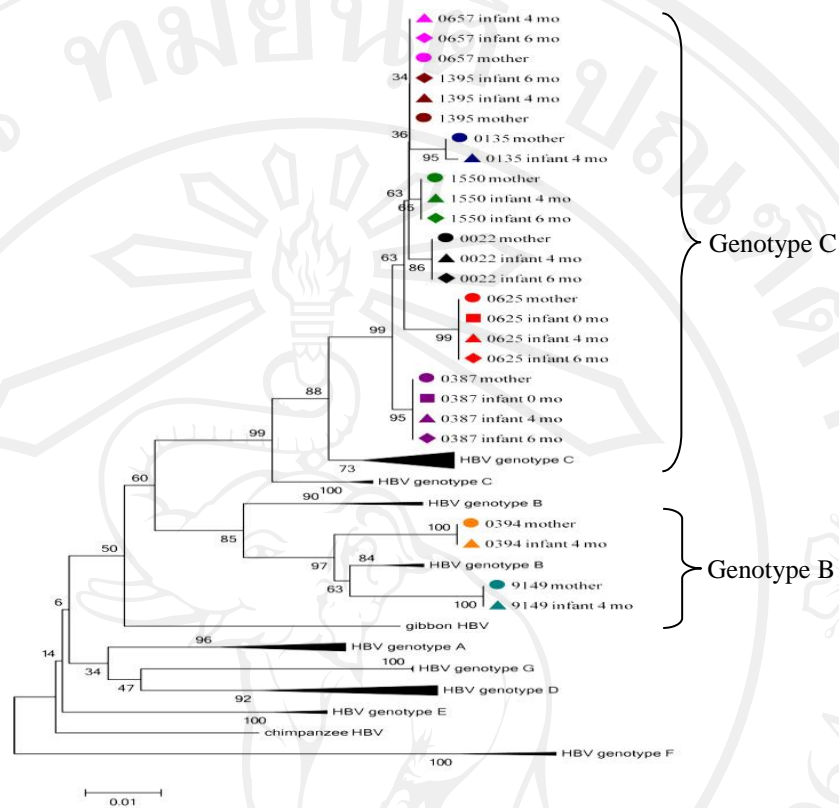 0657 infant 4 mo
0657 infant 6 mo
0657 mother
34
1395 infant 6 mo
1395 infant 4 mo
1395 mother
36
0135 mother
95
0135 infant 4 mo
1550 mother
63
1550 infant 4 mo
65
1550 infant 6 mo
0022 mother
Genotype C
63
0022 infant 4 mo
86
0022 infant 6 mo
0625 mother
0625 infant 0 mo
99
0625 infant 4 mo
99
0625 infant 6 mo
0387 mother
88
0387 infant 0 mo
95
0387 infant 4 mo
99
0387 infant 6 mo
HBV genotype C
73
60
HBV genotype C
100
90
HBV genotype B
0394 mother
100
85
0394 infant 4 mo
50
84
97
HBV genotype B
Genotype B
63
9149 mother
100
9149 infant 4 mo
6
gibbon HBV
96
HBV genotype A
14
34
100
HBV genotype G
47
HBV genotype D
92
HBV genotype E
100
chimpanzee HBV
HBV genotype F
100
0.01